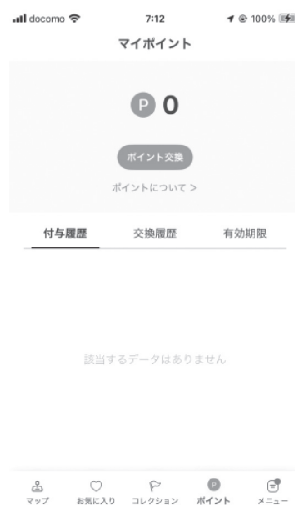 docomo 7:12 100%
マイポイント
P 0
ポイント交換
ポイントについて >
付与履歴 交換履歴 有効期限
該当するデータはありません
P
マップ お気に入り コレクション ポイント メニュー